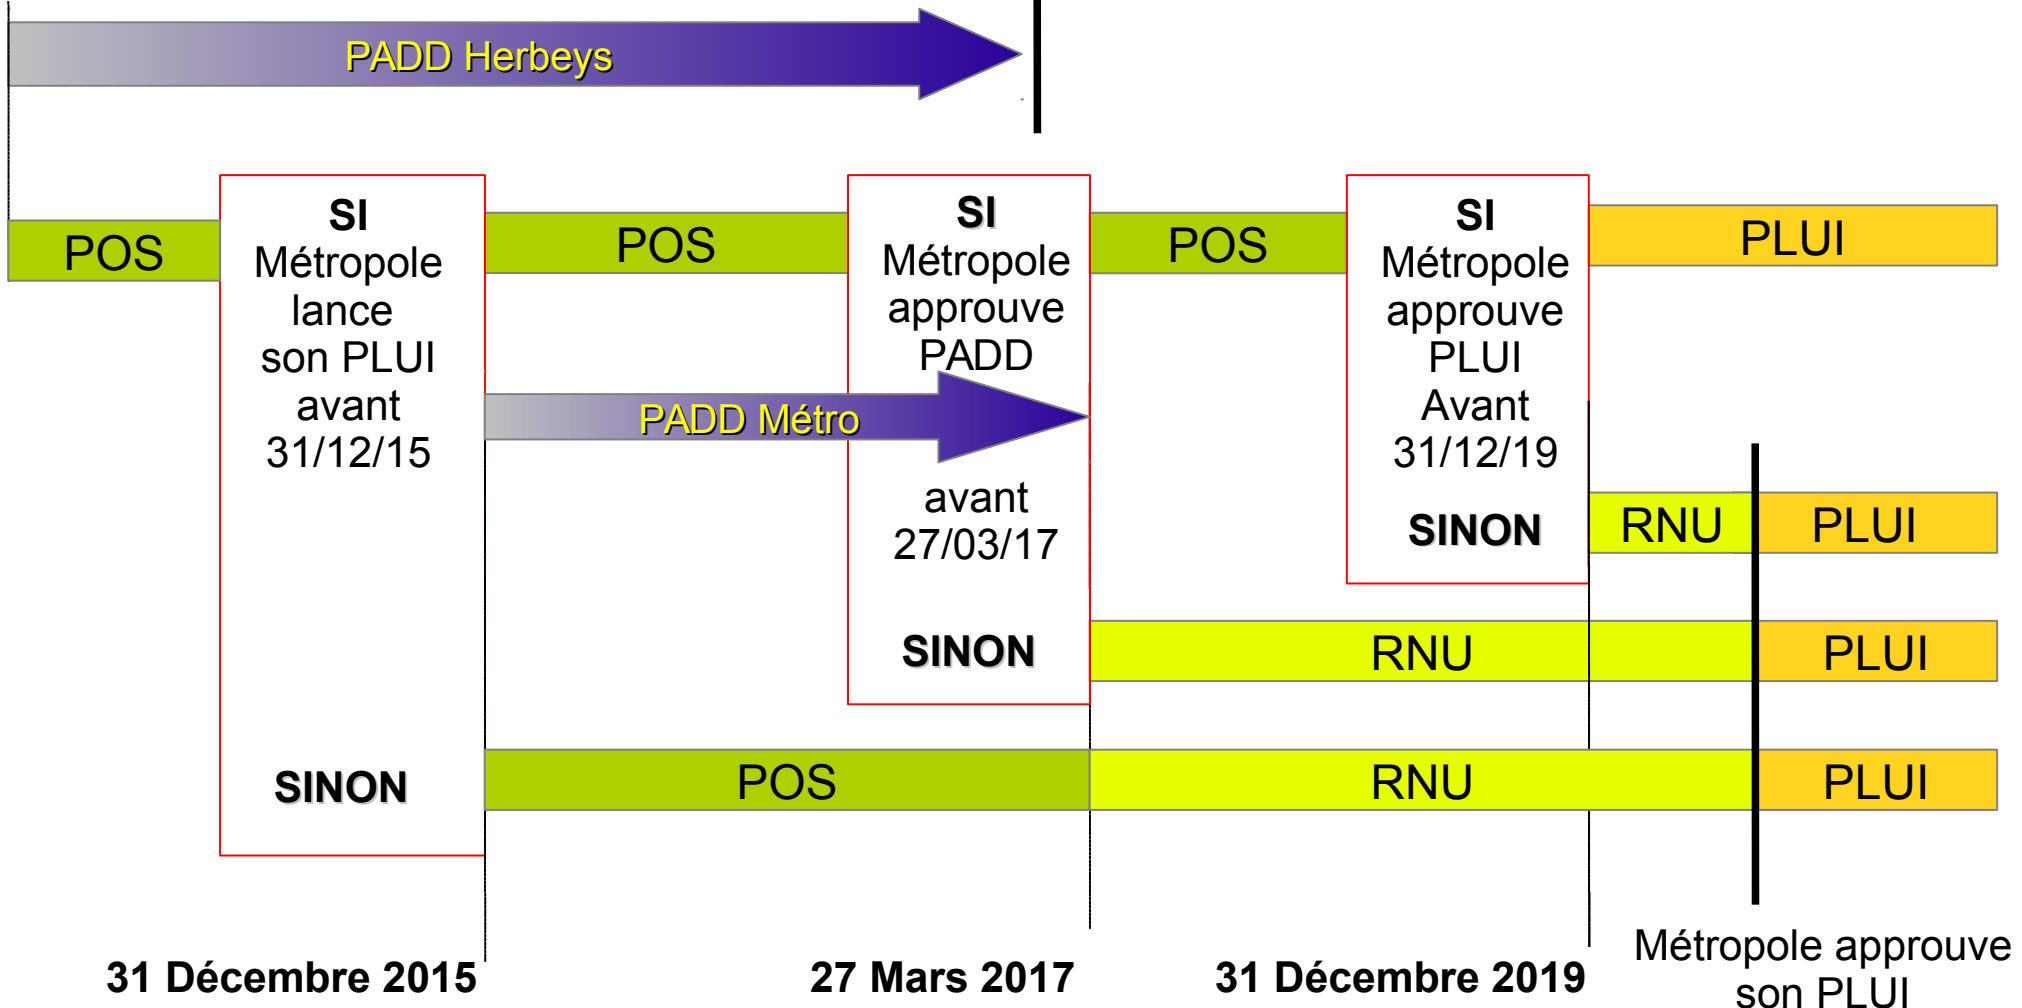 PADD Herbeys
POS
SI
Métropole
lance
son PLUI
avant
31/12/15
SINON
POS
SI
Métropole
approuve
PADD
avant
27/03/17
SINON
POS
SI
Métropole
approuve
PLUI
Avant
31/12/19
SINON
PLUI
PADD Métro
RNU
PLUI
RNU
PLUI
POS
RNU
PLUI
31 Décembre 2015
27 Mars 2017
31 Décembre 2019
Métropole approuve
son PLUI